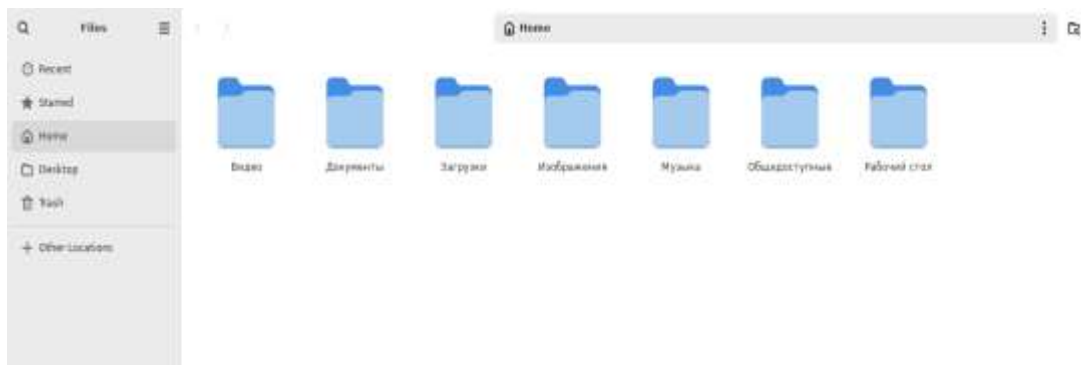 Files
Home
Recent
Starred
Home
Desktop
Trash
Other Locations
Видео
Документы
Загрузки
Изображения
Музыка
Общедоступные
Рабочий стол